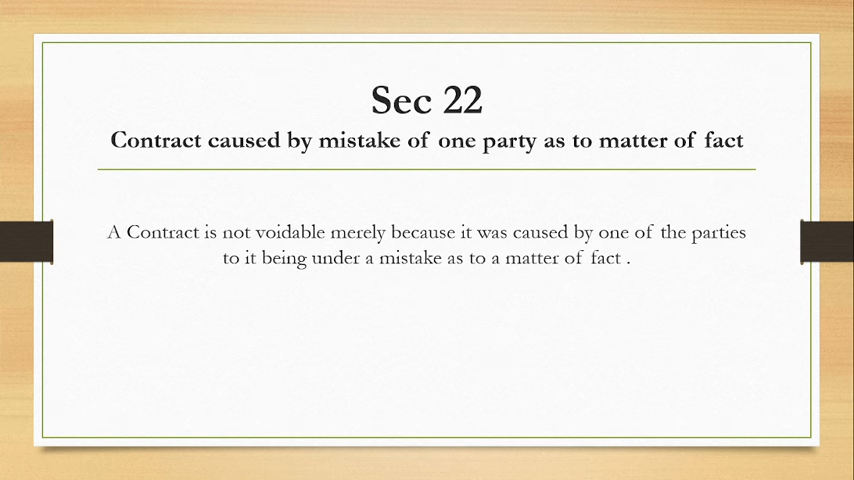 Sec 22
Contract caused by mistake of one party as to matter of fact
A Contract is not voidable merely because it was caused by one of the parties
to it being under a mistake as to a matter of fact .